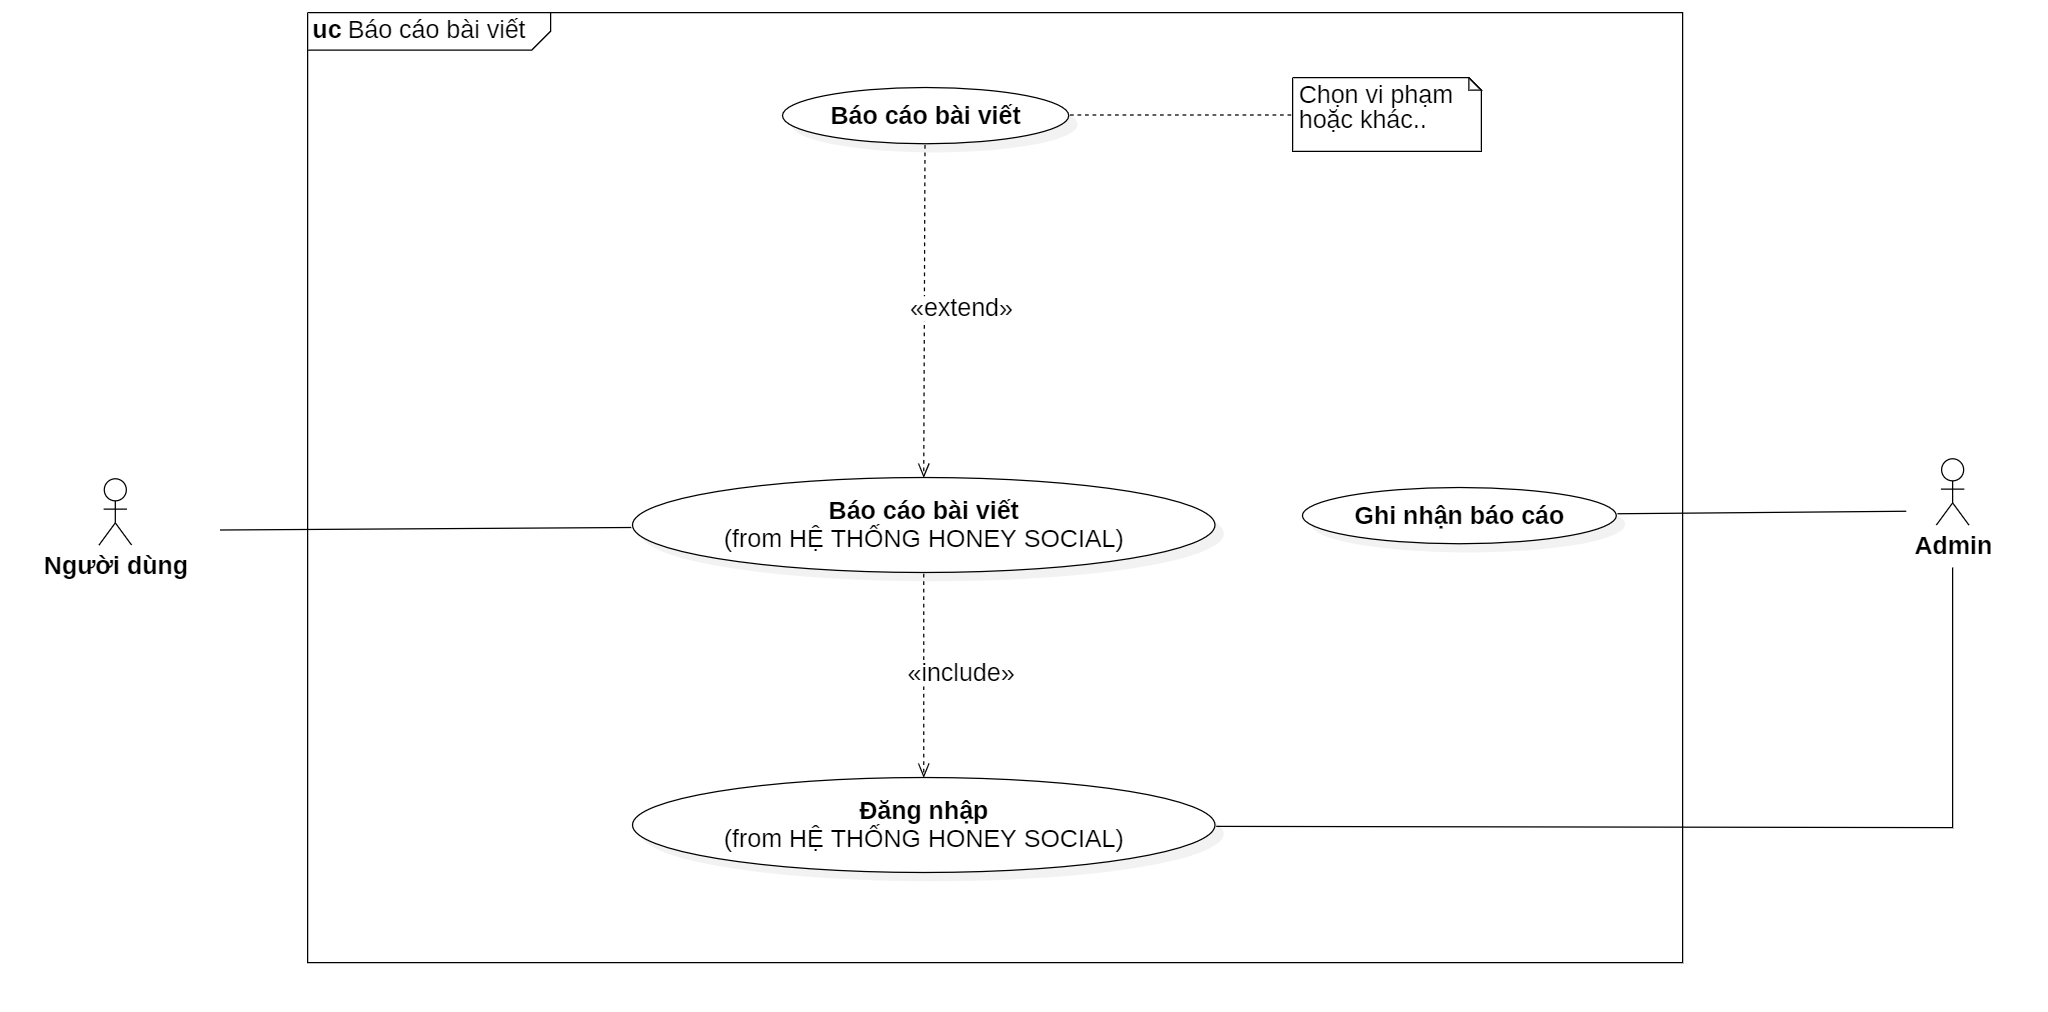 uc Báo cáo bài viết
Báo cáo bài viết
Chọn vi phạm
hoặc khác..
«extend»
Báo cáo bài viết
(from HỆ THỐNG HONEY SOCIAL)
Ghi nhận báo cáo
Người dùng
Admin
«include»
Đăng nhập
(from HỆ THỐNG HONEY SOCIAL)